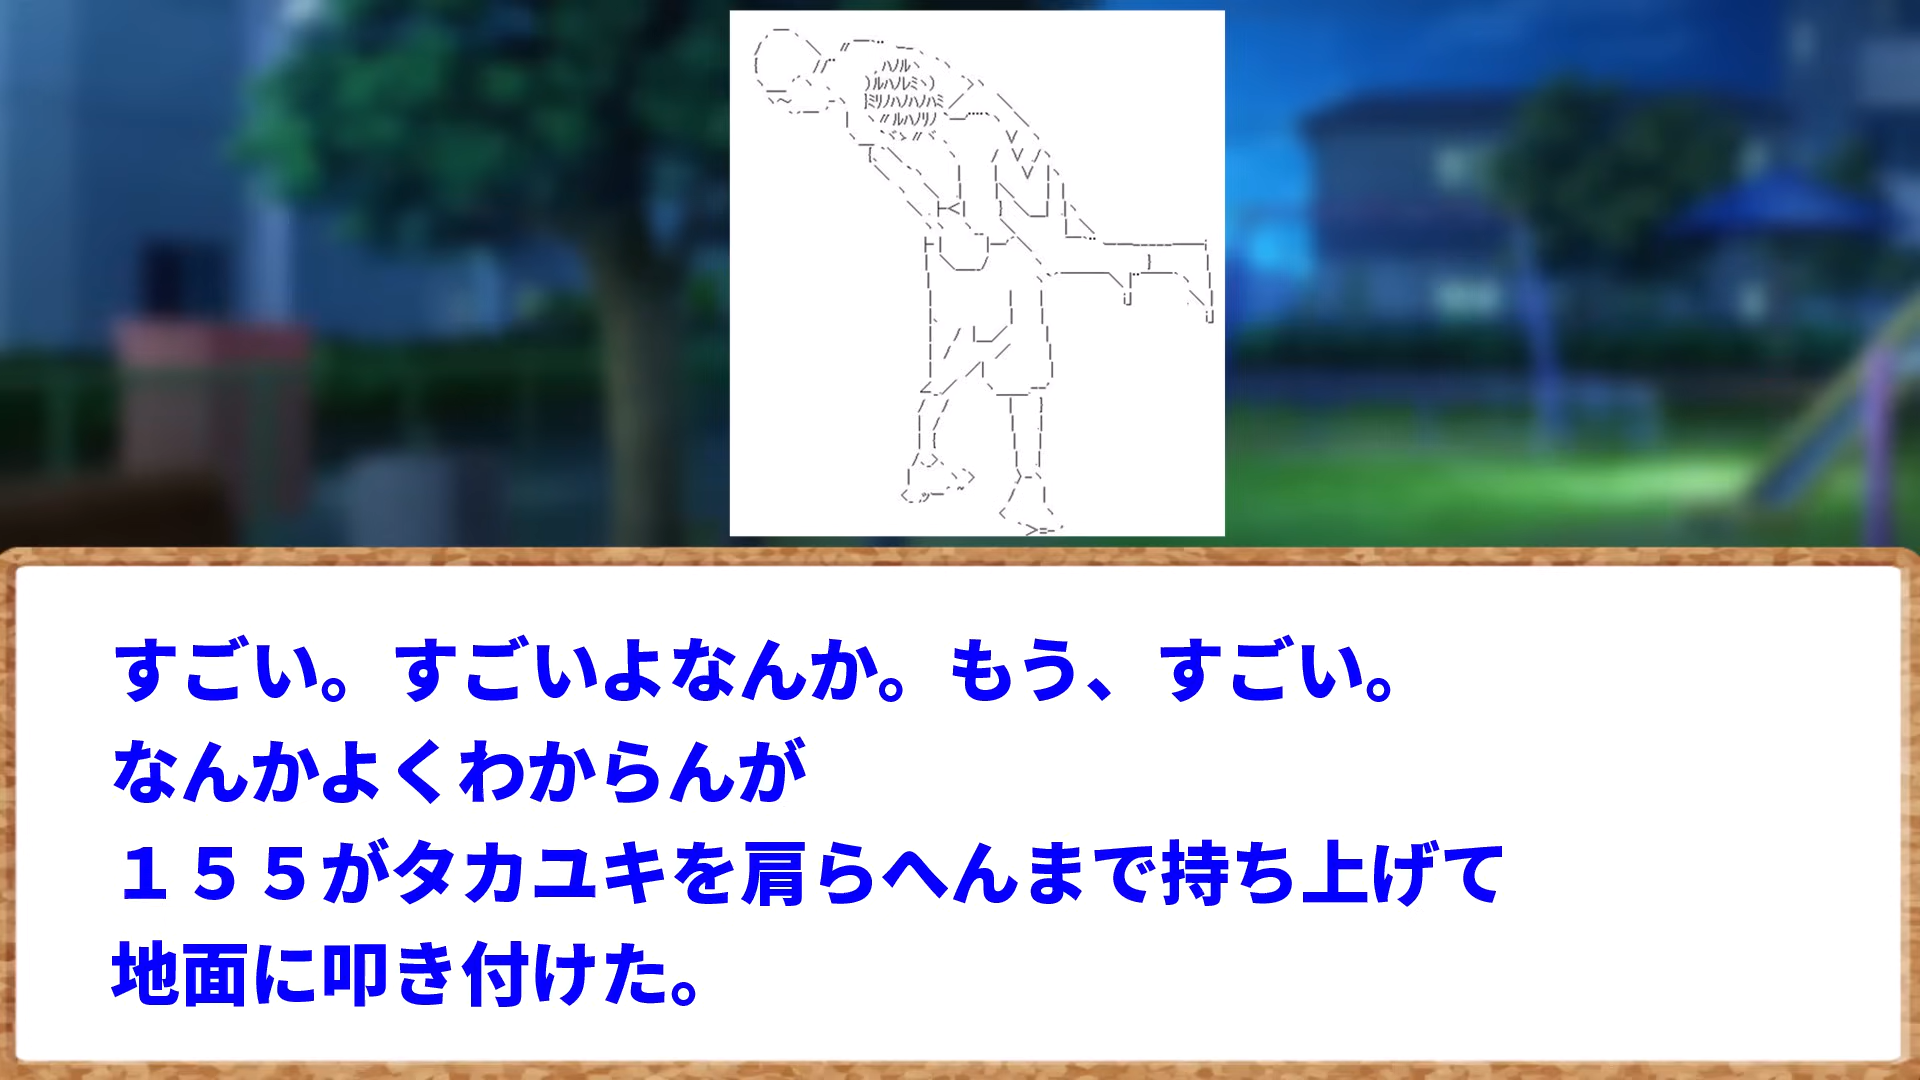 すごい。すごいよなんか。もう、すごい。
なんかよくわからんが
１５５がタカユキを肩らへんまで持ち上げて
地面に叩き付けた。